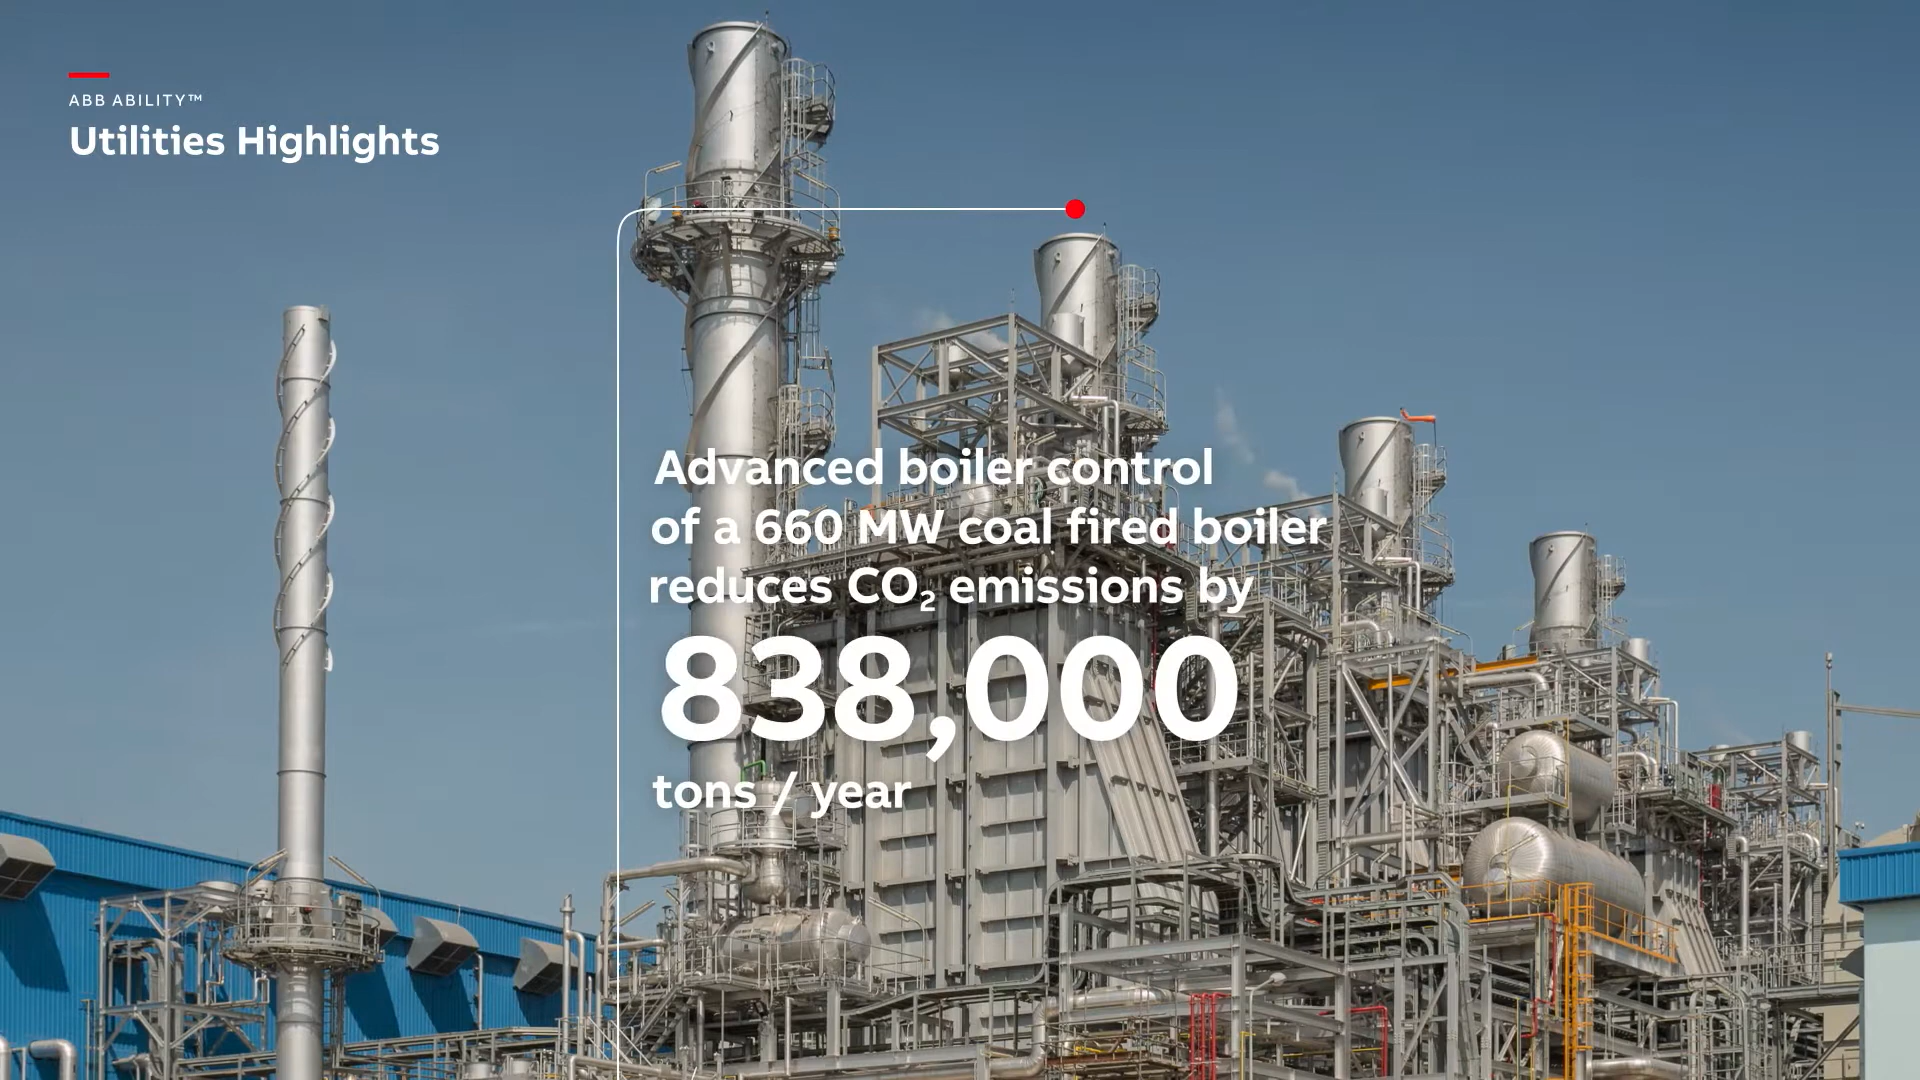 ABB ABILITY™
Utilities Highlights
Advanced boiler control
of a 660 MW coal fired boiler
reduces CO₂ emissions by
838,000
tons / year